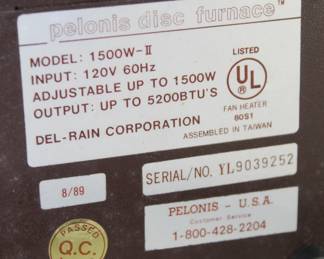 pelonis disc furnace™
MODEL: 1500W-II
INPUT: 120V 60Hz
ADJUSTABLE UP TO 1500W
OUTPUT: UP TO 5200BTU'S
DEL-RAIN CORPORATION
LISTED
UL
®
FAN HEATER
80S1
ASSEMBLED IN TAIWAN
8/89
SERIAL/NO. YL9039252
PELONIS - U.S.A.
Customer Service
1-800-428-2204
PASSED
Q.C.